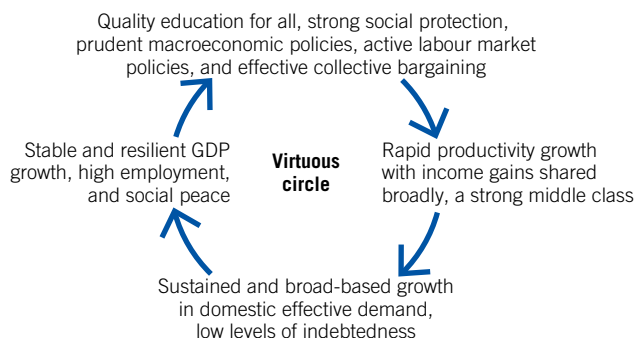 Quality education for all, strong social protection,
prudent macroeconomic policies, active labour market
policies, and effective collective bargaining
Stable and resilient GDP
growth, high employment,
and social peace
Virtuous
circle
Rapid productivity growth
with income gains shared
broadly, a strong middle class
Sustained and broad-based growth
in domestic effective demand,
low levels of indebtedness